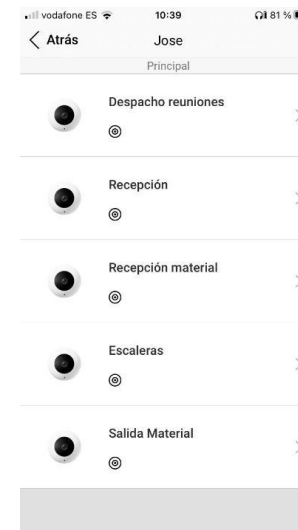 vodafone ES 10:39 81 %
Atrás Jose
Principal
Despacho reuniones
Recepción
Recepción material
Escaleras
Salida Material